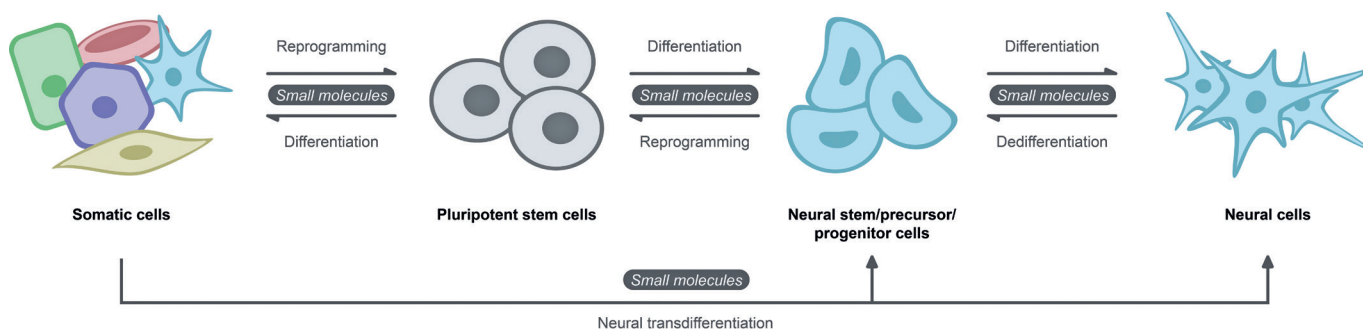 Reprogramming
Small molecules
Differentiation
Differentiation
Small molecules
Reprogramming
Differentiation
Small molecules
Dedifferentiation
Somatic cells
Pluripotent stem cells
Neural stem/precursor/
progenitor cells
Neural cells
Small molecules
Neural transdifferentiation